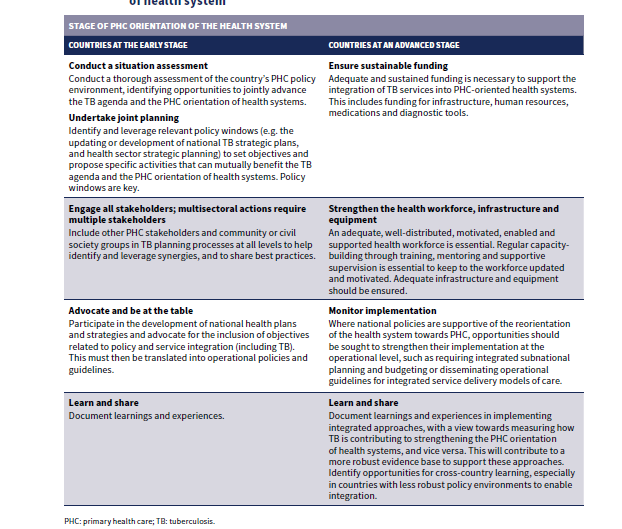 of health system
STAGE OF PHC ORIENTATION OF THE HEALTH SYSTEM
COUNTRIES AT THE EARLY STAGE
COUNTRIES AT AN ADVANCED STAGE
Conduct a situation assessment
Conduct a thorough assessment of the country's PHC policy
environment, identifying opportunities to jointly advance
the TB agenda and the PHC orientation of health systems.
Undertake joint planning
Identify and leverage relevant policy windows (e.g. the
updating or development of national TB strategic plans,
and health sector strategic planning) to set objectives and
propose specific activities that can mutually benefit the TB
agenda and the PHC orientation of health systems. Policy
windows are key.
Ensure sustainable funding
Adequate and sustained funding is necessary to support the
integration of TB services into PHC-oriented health systems.
This includes funding for infrastructure, human resources,
medications and diagnostic tools.
Engage all stakeholders; multisectoral actions require
multiple stakeholders
Include other PHC stakeholders and community or civil
society groups in TB planning processes at all levels to help
identify and leverage synergies, and to share best practices.
Strengthen the health workforce, infrastructure and
equipment
An adequate, well-distributed, motivated, enabled and
supported health workforce is essential. Regular capacity-
building through training, mentoring and supportive
supervision is essential to keep to the workforce updated
and motivated. Adequate infrastructure and equipment
should be ensured.
Advocate and be at the table
Participate in the development of national health plans
and strategies and advocate for the inclusion of objectives
related to policy and service integration (including TB).
This must then be translated into operational policies and
guidelines.
Monitor implementation
Where national policies are supportive of the reorientation
of the health system towards PHC, opportunities should
be sought to strengthen their implementation at the
operational level, such as requiring integrated subnational
planning and budgeting or disseminating operational
guidelines for integrated service delivery models of care.
Learn and share
Document learnings and experiences.
Learn and share
Document learnings and experiences in implementing
integrated approaches, with a view towards measuring how
TB is contributing to strengthening the PHC orientation
of health systems, and vice versa. This will contribute to a
more robust evidence base to support these approaches.
Identify opportunities for cross-country learning, especially
in countries with less robust policy environments to enable
integration.
PHC: primary health care; TB: tuberculosis.